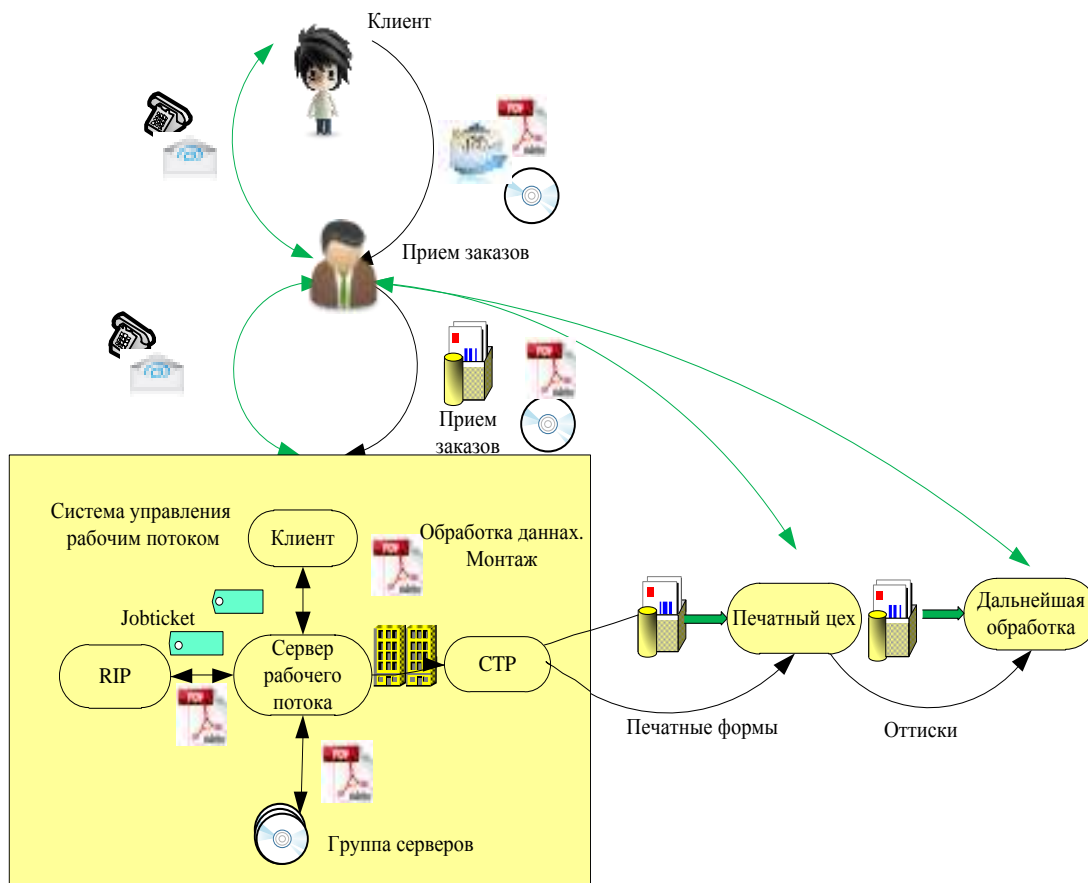 Клиент
Прием заказов
Прием
заказов
Система управления
рабочим потоком
Клиент
Обработка даннах.
Монтаж
Jobticket
RIP
Сервер
рабочего
потока
CTP
Печатный цех
Дальнейшая
обработка
Печатные формы
Оттиски
Группа серверов